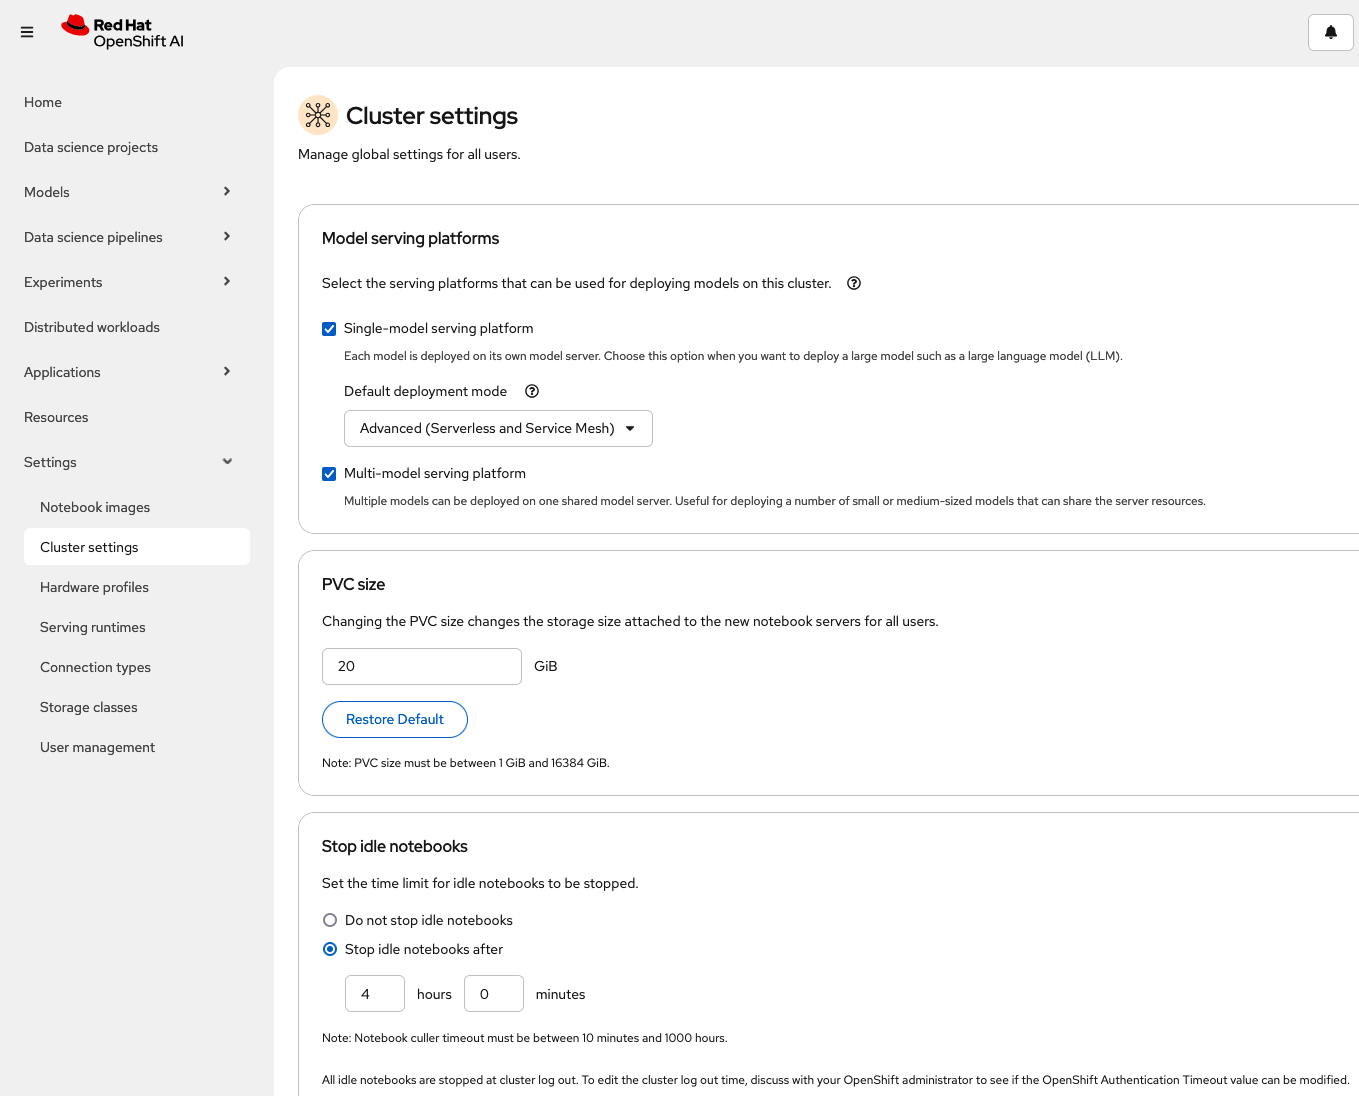 Red Hat
OpenShift AI
Home
Data science projects
Models
Data science pipelines
Experiments
Distributed workloads
Applications
Resources
Settings
Notebook images
Cluster settings
Hardware profiles
Serving runtimes
Connection types
Storage classes
User management
Cluster settings
Manage global settings for all users.
Model serving platforms
Select the serving platforms that can be used for deploying models on this cluster.
Single-model serving platform
Each model is deployed on its own model server. Choose this option when you want to deploy a large model such as a large language model (LLM).
Default deployment mode
Advanced (Serverless and Service Mesh)
Multi-model serving platform
Multiple models can be deployed on one shared model server. Useful for deploying a number of small or medium-sized models that can share the server resources.
PVC size
Changing the PVC size changes the storage size attached to the new notebook servers for all users.
20 GiB
Restore Default
Note: PVC size must be between 1 GiB and 16384 GiB.
Stop idle notebooks
Set the time limit for idle notebooks to be stopped.
Do not stop idle notebooks
Stop idle notebooks after
4 hours 0 minutes
Note: Notebook culler timeout must be between 10 minutes and 1000 hours.
All idle notebooks are stopped at cluster log out. To edit the cluster log out time, discuss with your OpenShift administrator to see if the OpenShift Authentication Timeout value can be modified.